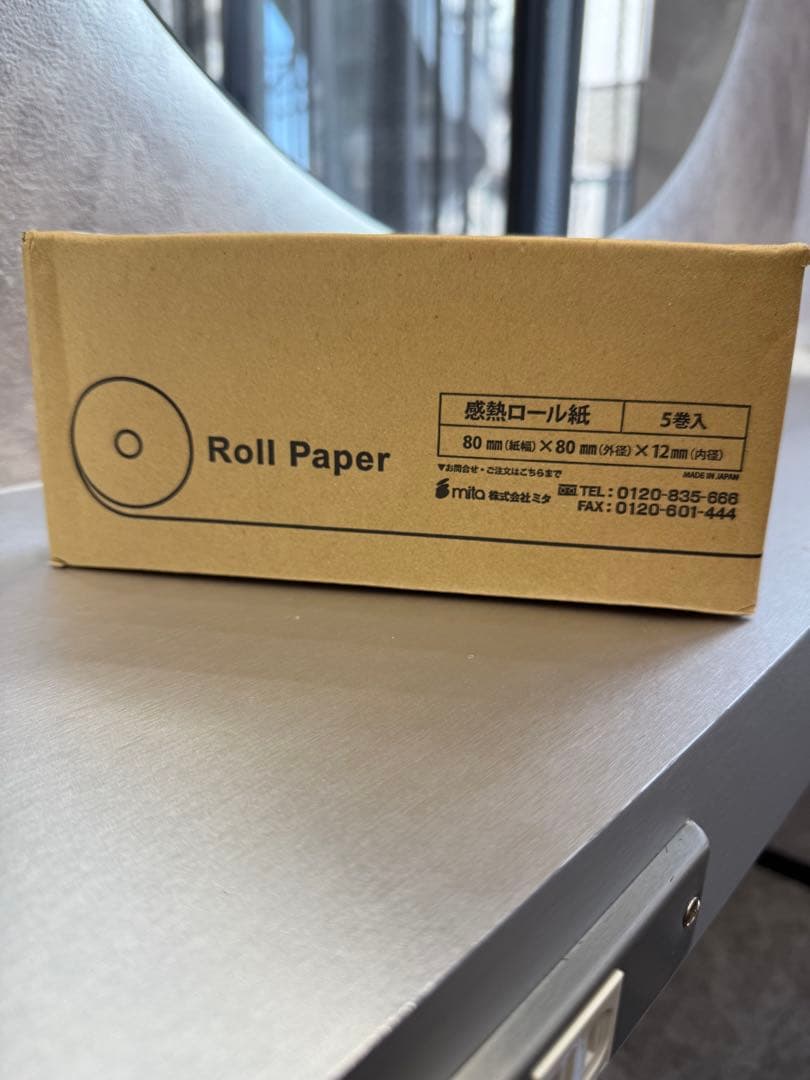 Roll Paper
感熱ロール紙 5巻入
80㎜(紙幅)×80㎜(外径)×12㎜(内径)
▼お問合せ・ご注文はこちらまで
MADE IN JAPAN
mita 株式会社ミタ
TEL:0120-835-666
FAX:0120-601-444